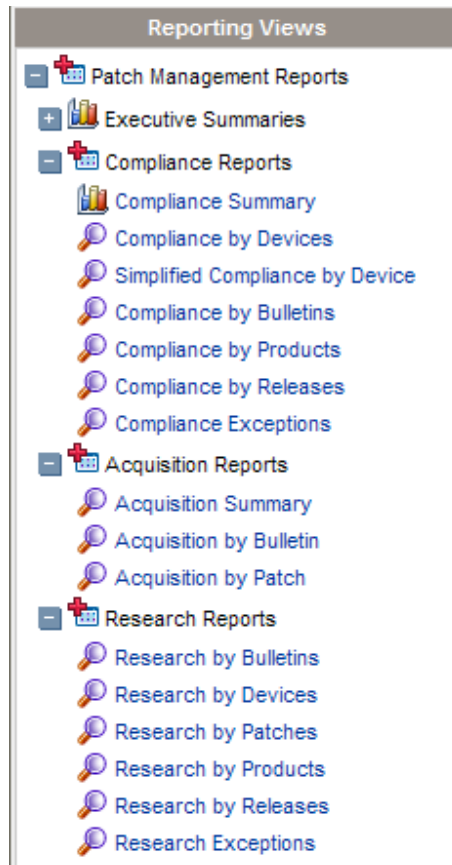 Reporting Views
Patch Management Reports
Executive Summaries
Compliance Reports
Compliance Summary
Compliance by Devices
Simplified Compliance by Device
Compliance by Bulletins
Compliance by Products
Compliance by Releases
Compliance Exceptions
Acquisition Reports
Acquisition Summary
Acquisition by Bulletin
Acquisition by Patch
Research Reports
Research by Bulletins
Research by Devices
Research by Patches
Research by Products
Research by Releases
Research Exceptions